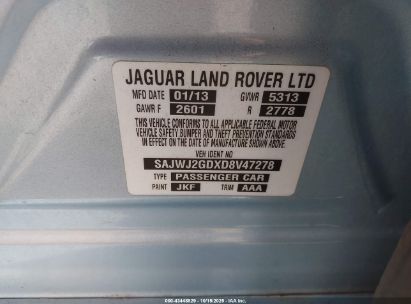 JAGUAR LAND ROVER LTD
MFD DATE 01/13 GVWR 5313
GAWR F 2601 R 2778
THIS VEHICLE CONFORMS TO ALL APPLICABLE FEDERAL MOTOR
VEHICLE SAFETY BUMPER AND THEFT PREVENTION STANDARDS
IN EFFECT ON THE DATE OF MANUFACTURE SHOWN ABOVE.
VEH IDENT NO
SAJWJ2GDXD8V47278
TYPE PASSENGER CAR
PAINT JKF TRIM AAA